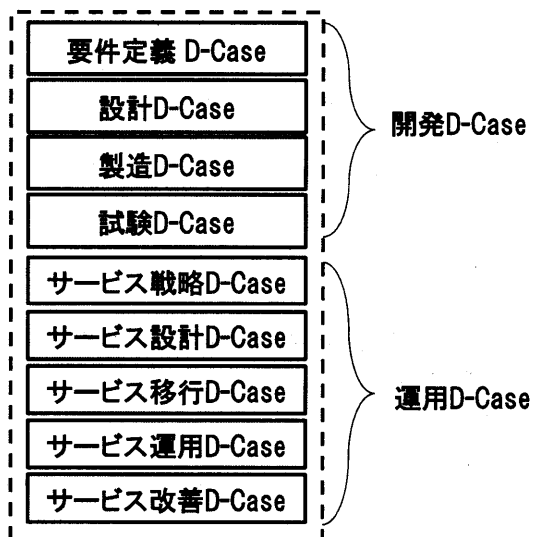 要件定義 D-Case
設計D-Case
製造D-Case
試験D-Case
開発D-Case
サービス戦略D-Case
サービス設計D-Case
サービス移行D-Case
サービス運用D-Case
サービス改善D-Case
運用D-Case